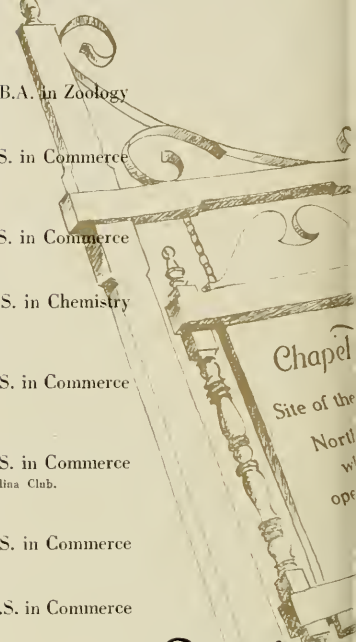 B.A. in Zoology
S. in Commerce
S. in Commerce
S. in Chemistry
S. in Commerce
S. in Commerce
lina Club.
S. in Commerce
.S. in Commerce
Chapel
Site of the
Nort
w
ope